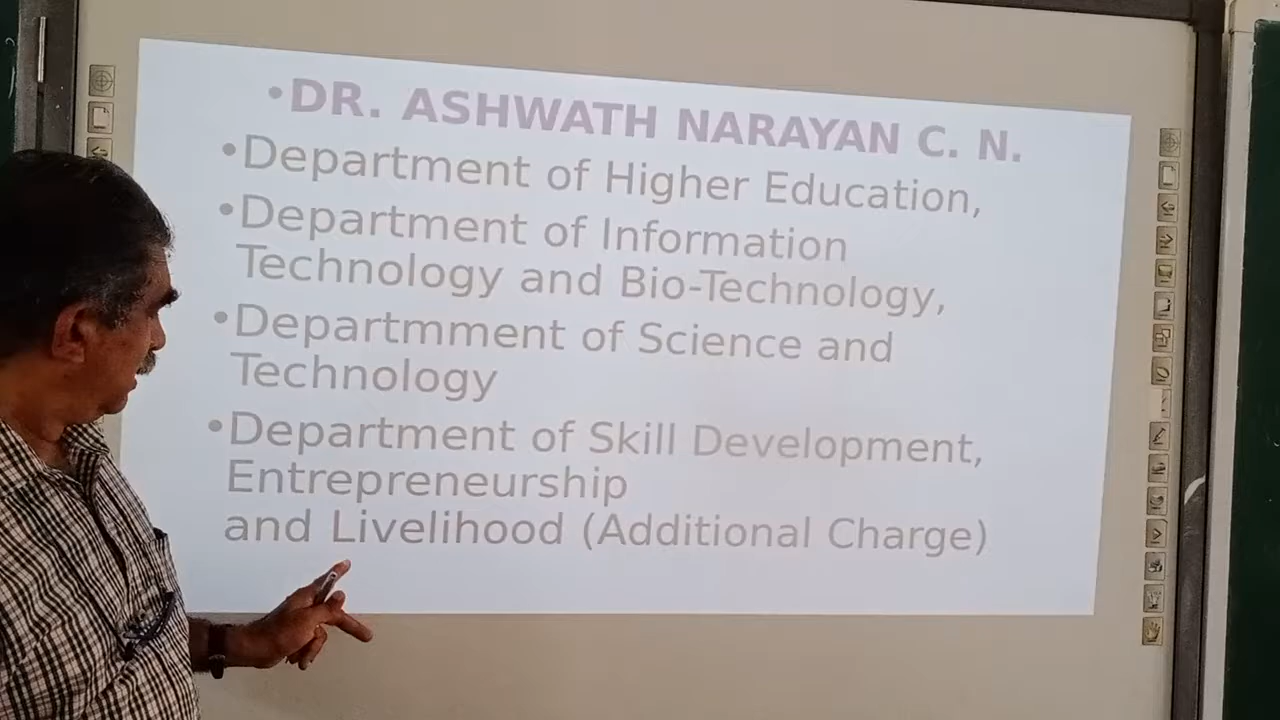 •DR. ASHWATH NARAYAN C. N.
•Department of Higher Education,
•Department of Information
Technology and Bio-Technology,
•Departmment of Science and
Technology
•Department of Skill Development,
Entrepreneurship
and Livelihood (Additional Charge)